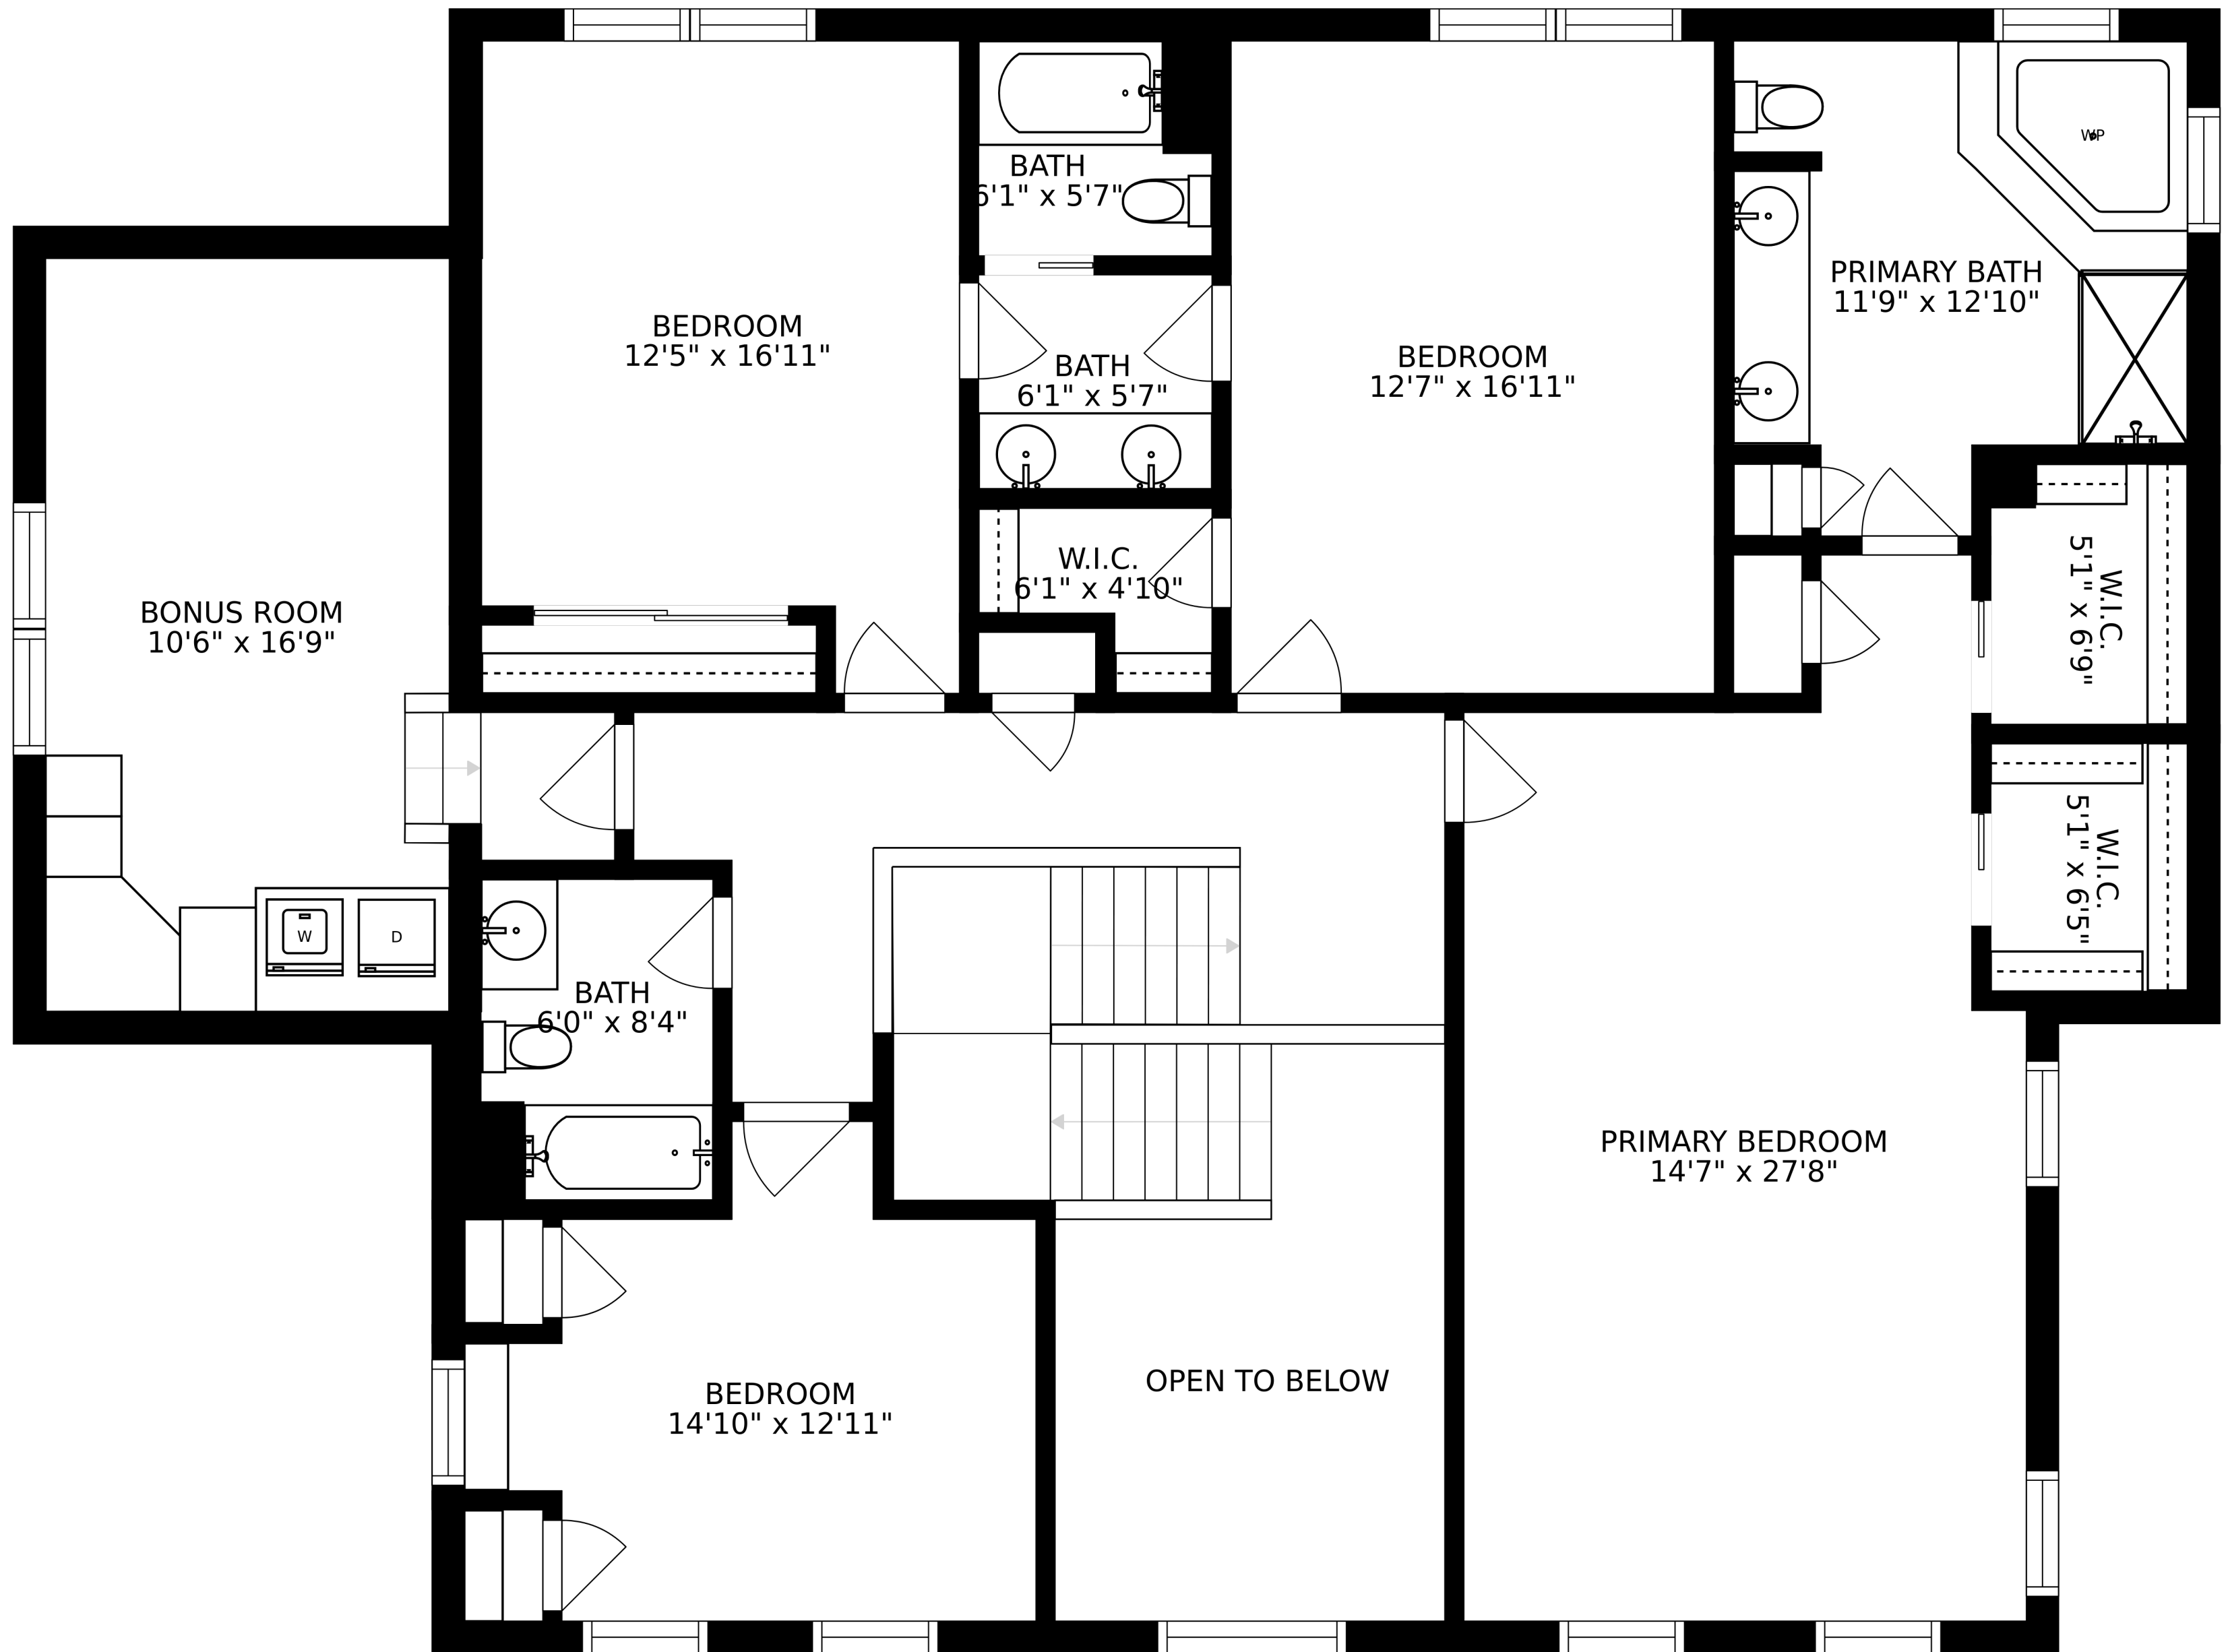 BATH
6'1" x 5'7"
WP
PRIMARY BATH
11'9" x 12'10"
BEDROOM
12'5" x 16'11"
BEDROOM
12'7" x 16'11"
BATH
6'1" x 5'7"
W.I.C.
6'1" x 4'10"
W.I.C.
5'1" x 6'9"
BONUS ROOM
10'6" x 16'9"
W.I.C.
5'1" x 6'5"
W
D
BATH
6'0" x 8'4"
PRIMARY BEDROOM
14'7" x 27'8"
BEDROOM
14'10" x 12'11"
OPEN TO BELOW